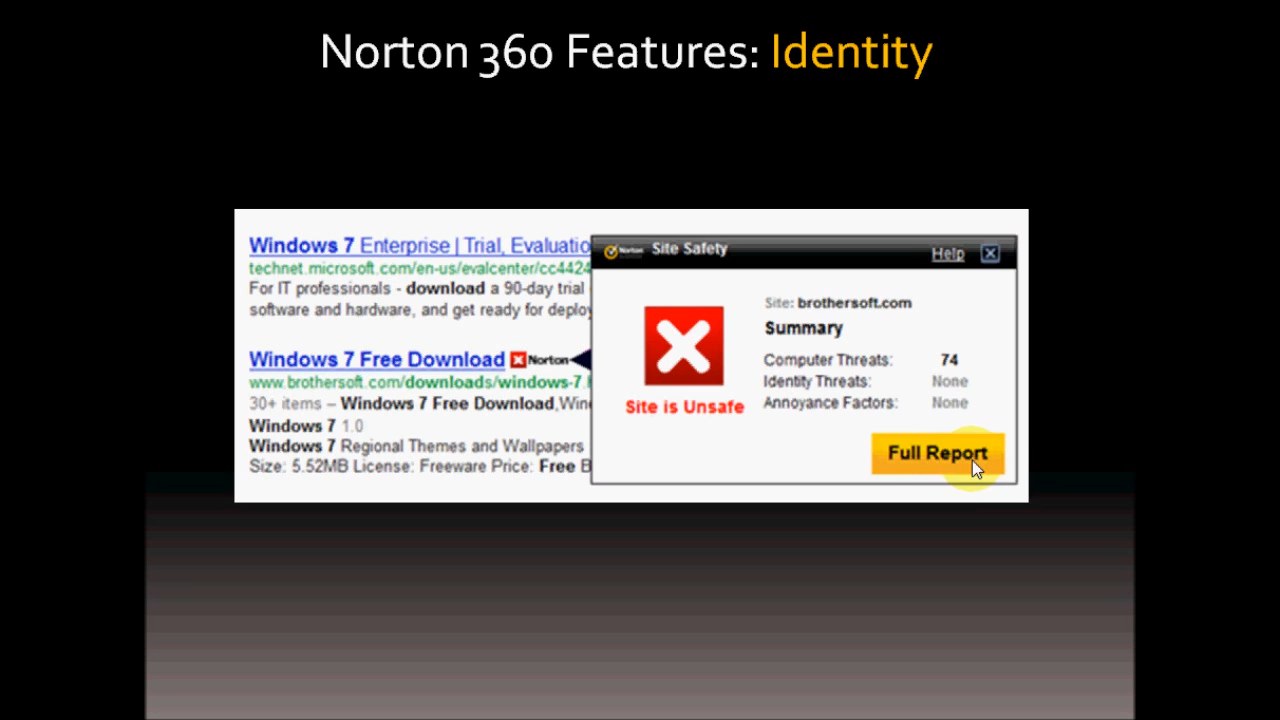 Norton 360 Features: Identity
Windows 7 Enterprise | Trial, Evaluatio
technet.microsoft.com/en-us/evalcenter/cc4424
For IT professionals - download a 90-day trial
software and hardware, and get ready for deploy
Windows 7 Free Download Norton
www.brothersoft.com/downloads/windows-7.
30+ items – Windows 7 Free Download, Win
Windows 7 1.0
Windows 7 Regional Themes and Wallpapers
Size: 5.52MB License: Freeware Price: Free B
Norton Site Safety Help
Site: brothersoft.com
Summary
Computer Threats: 74
Identity Threats: None
Annoyance Factors: None
Site is Unsafe
Full Report